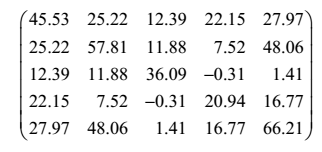 45.53 25.22 12.39 22.15 27.97
25.22 57.81 11.88 7.52 48.06
12.39 11.88 36.09 −0.31 1.41
22.15 7.52 −0.31 20.94 16.77
27.97 48.06 1.41 16.77 66.21